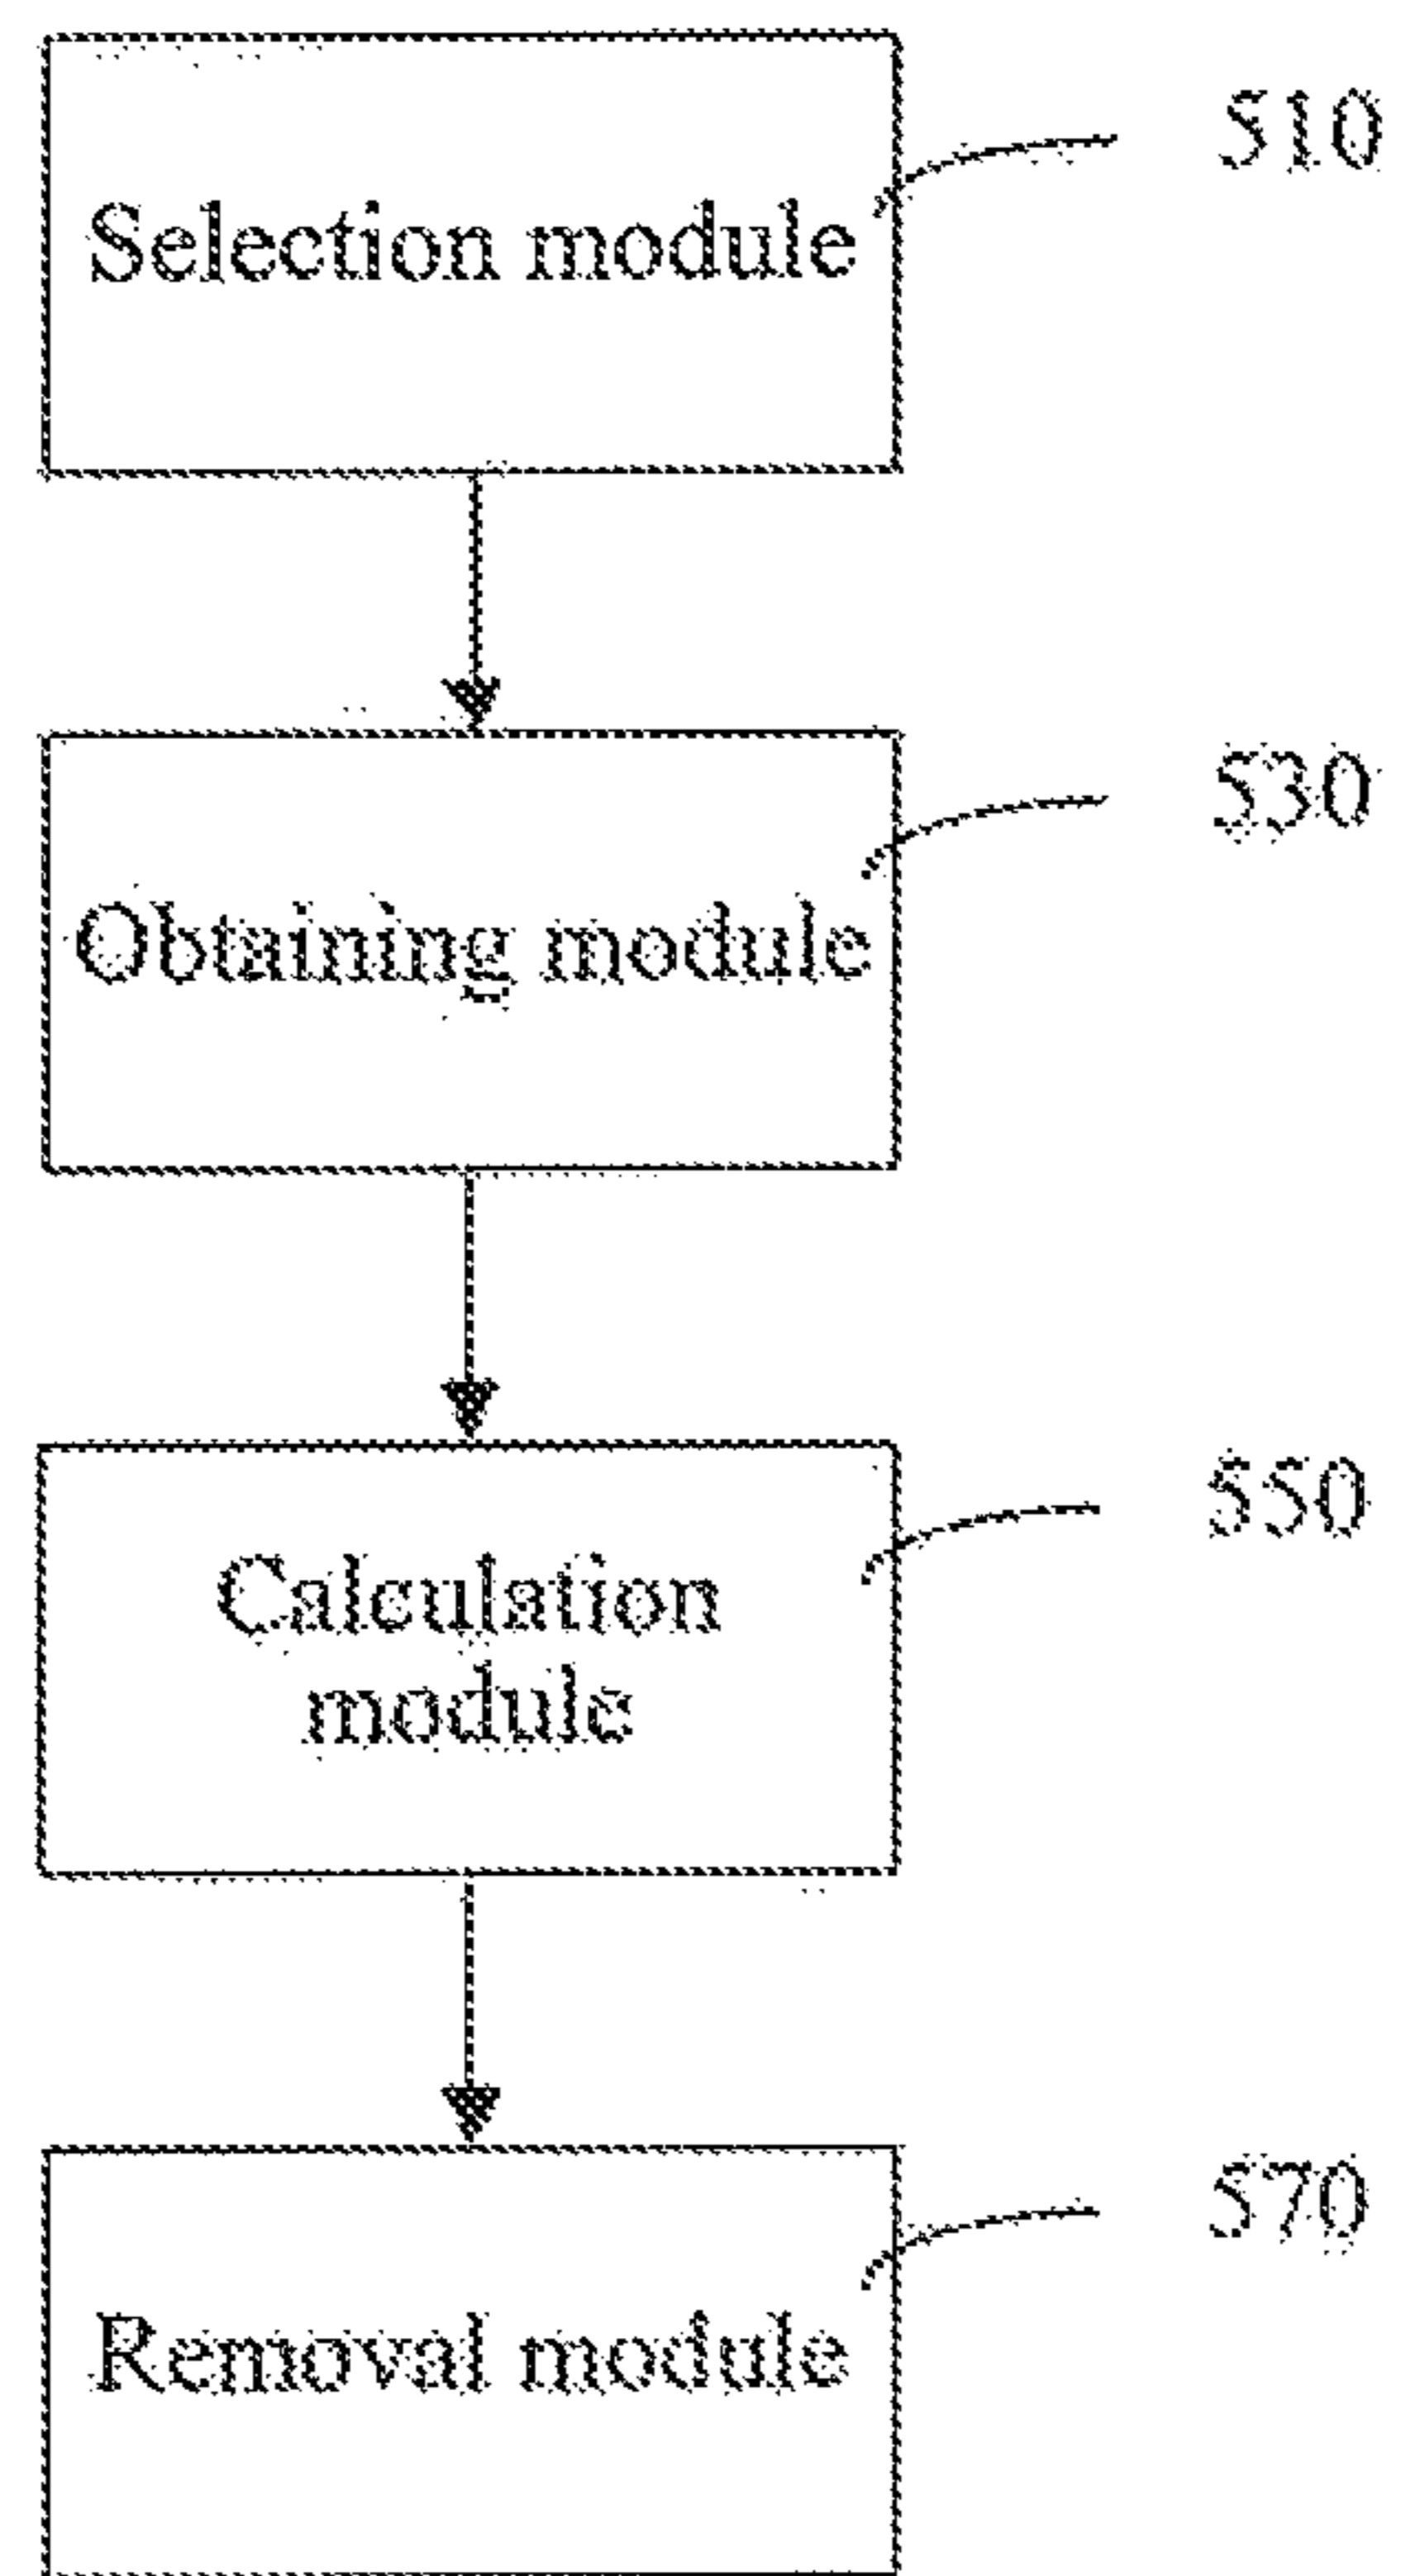 510
Selection module
530
Obtaining module
550
Calculation
module
570
Removal module